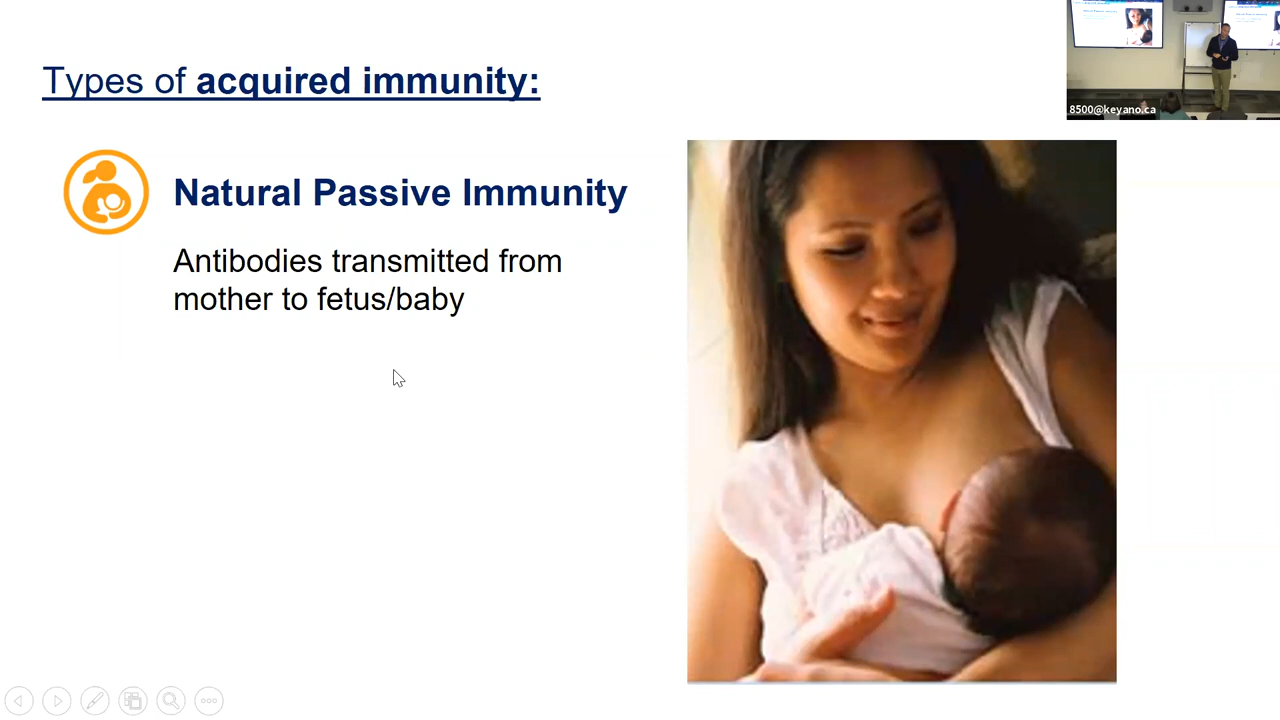 Types of acquired immunity:
8500@keyano.ca
Natural Passive Immunity
Antibodies transmitted from
mother to fetus/baby